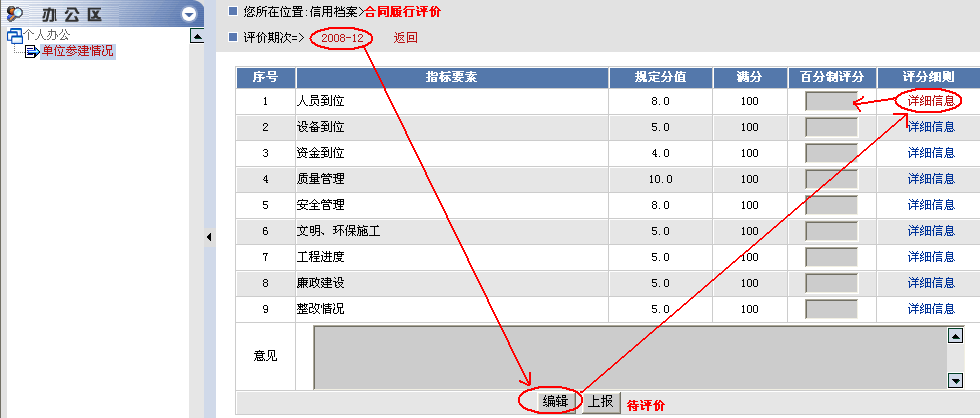 办公区
个人办公
单位参建情况
您所在位置:信用档案>合同履行评价
评价期次=> 2008-12 返回
序号 指标要素 规定分值 满分 百分制评分 评分细则
1 人员到位 8.0 100 详细信息
2 设备到位 5.0 100 详细信息
3 资金到位 4.0 100 详细信息
4 质量管理 10.0 100 详细信息
5 安全管理 8.0 100 详细信息
6 文明、环保施工 5.0 100 详细信息
7 工程进度 5.0 100 详细信息
8 廉政建设 5.0 100 详细信息
9 整改情况 5.0 100 详细信息
意见
编辑 上报 待评价